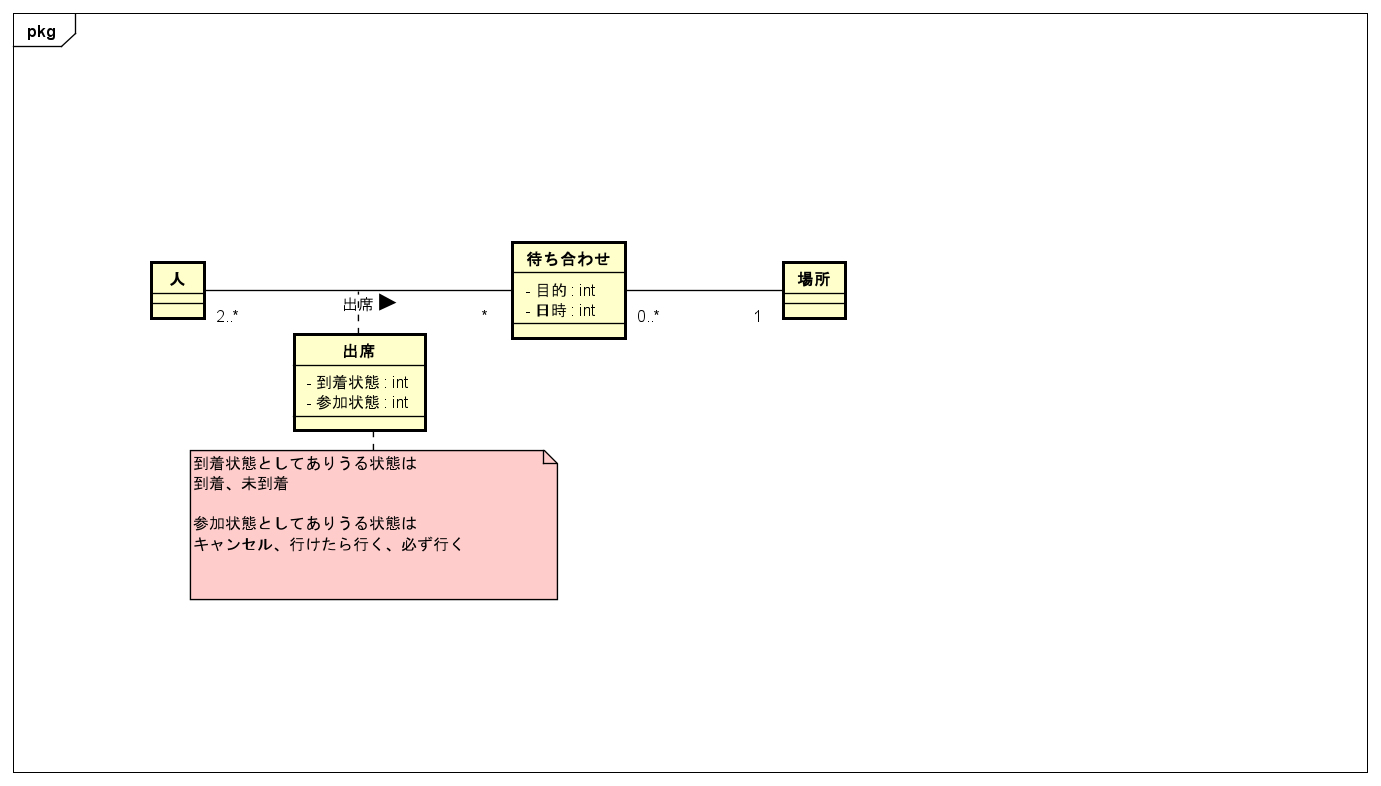 pkg
人
待ち合わせ
- 目的 : int
- 日時 : int
場所
出席
2..*
*
0..*
1
出席
- 到着状態 : int
- 参加状態 : int
到着状態としてありうる状態は
到着、未到着
参加状態としてありうる状態は
キャンセル、行けたら行く、必ず行く